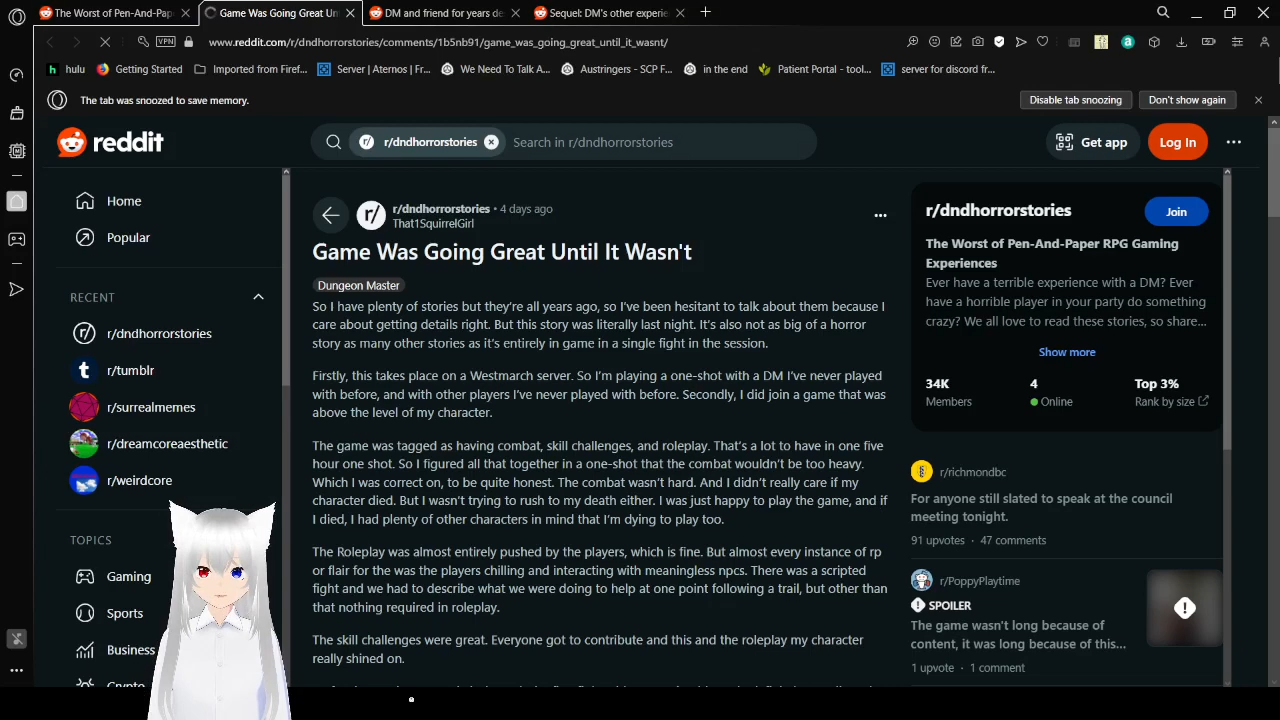 The Worst of Pen-And-Pape
Game Was Going Great Un
DM and friend for years de
Sequel: DM's other experie
VPN
www.reddit.com/r/dndhorrorstories/comments/1b5nb91/game_was_going_great_until_it_wasnt/
hulu
Getting Started
Imported from Firef...
Server | Aternos | Fr...
We Need To Talk A...
Austringers - SCP F...
in the end
Patient Portal - tool...
server for discord fr...
The tab was snoozed to save memory.
Disable tab snoozing
Don't show again
reddit
r/dndhorrorstories
Search in r/dndhorrorstories
Get app
Log In
Home
Popular
RECENT
r/dndhorrorstories
r/tumblr
r/surrealmemes
r/dreamcoreaesthetic
r/weirdcore
TOPICS
Gaming
Sports
Business
Crypto
r/dndhorrorstories • 4 days ago
That1SquirrelGirl
Game Was Going Great Until It Wasn't
Dungeon Master
So I have plenty of stories but they're all years ago, so I've been hesitant to talk about them because I
care about getting details right. But this story was literally last night. It's also not as big of a horror
story as many other stories as it's entirely in game in a single fight in the session.
Firstly, this takes place on a Westmarch server. So I'm playing a one-shot with a DM I've never played
with before, and with other players I've never played with before. Secondly, I did join a game that was
above the level of my character.
The game was tagged as having combat, skill challenges, and roleplay. That's a lot to have in one five
hour one shot. So I figured all that together in a one-shot that the combat wouldn't be too heavy.
Which I was correct on, to be quite honest. The combat wasn't hard. And I didn't really care if my
character died. But I wasn't trying to rush to my death either. I was just happy to play the game, and if
I died, I had plenty of other characters in mind that I'm dying to play too.
The Roleplay was almost entirely pushed by the players, which is fine. But almost every instance of rp
or flair for the was the players chilling and interacting with meaningless npcs. There was a scripted
fight and we had to describe what we were doing to help at one point following a trail, but other than
that nothing required in roleplay.
The skill challenges were great. Everyone got to contribute and this and the roleplay my character
really shined on.
r/dndhorrorstories
Join
The Worst of Pen-And-Paper RPG Gaming
Experiences
Ever have a terrible experience with a DM? Ever
have a horrible player in your party do something
crazy? We all love to read these stories, so share...
Show more
34K
Members
4
Online
Top 3%
Rank by size
r/richmondbc
For anyone still slated to speak at the council
meeting tonight.
91 upvotes · 47 comments
r/PoppyPlaytime
SPOILER
The game wasn't long because of
content, it was long because of this...
1 upvote · 1 comment